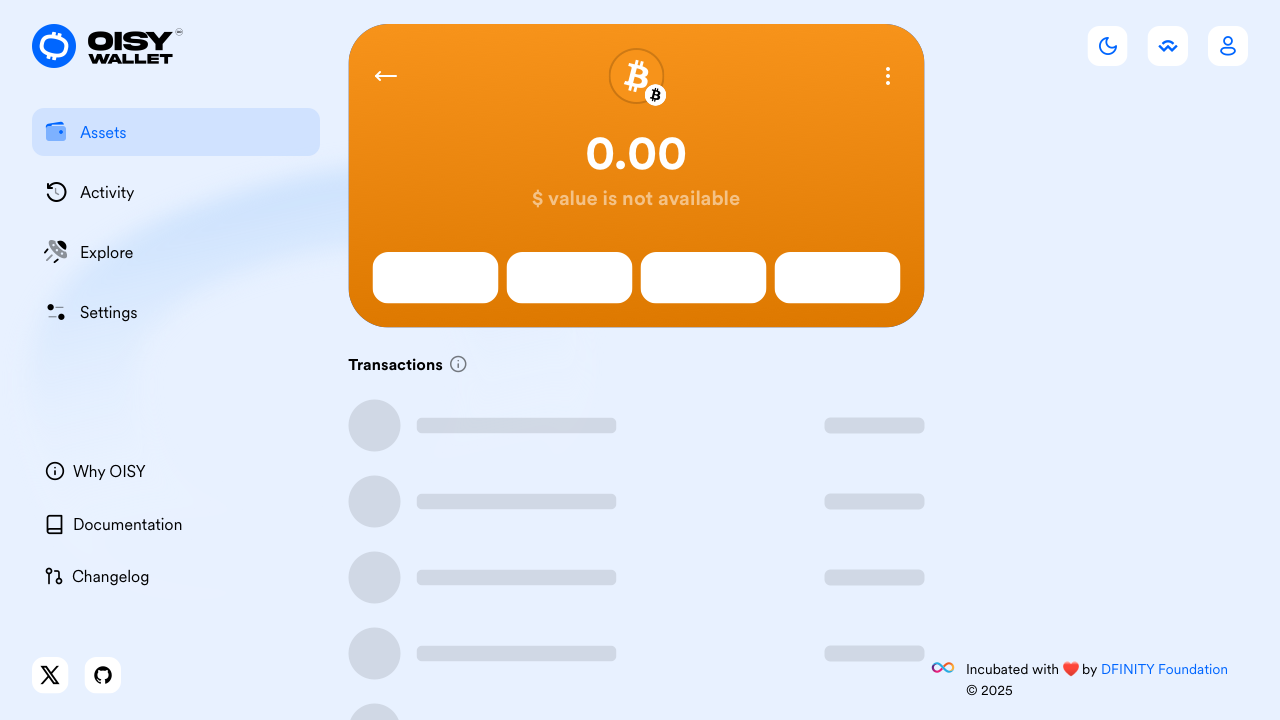 OISY
WALLET
Assets
Activity
Explore
Settings
Why OISY
Documentation
Changelog
0.00
$ value is not available
Transactions
Incubated with ❤️ by DFINITY Foundation
© 2025